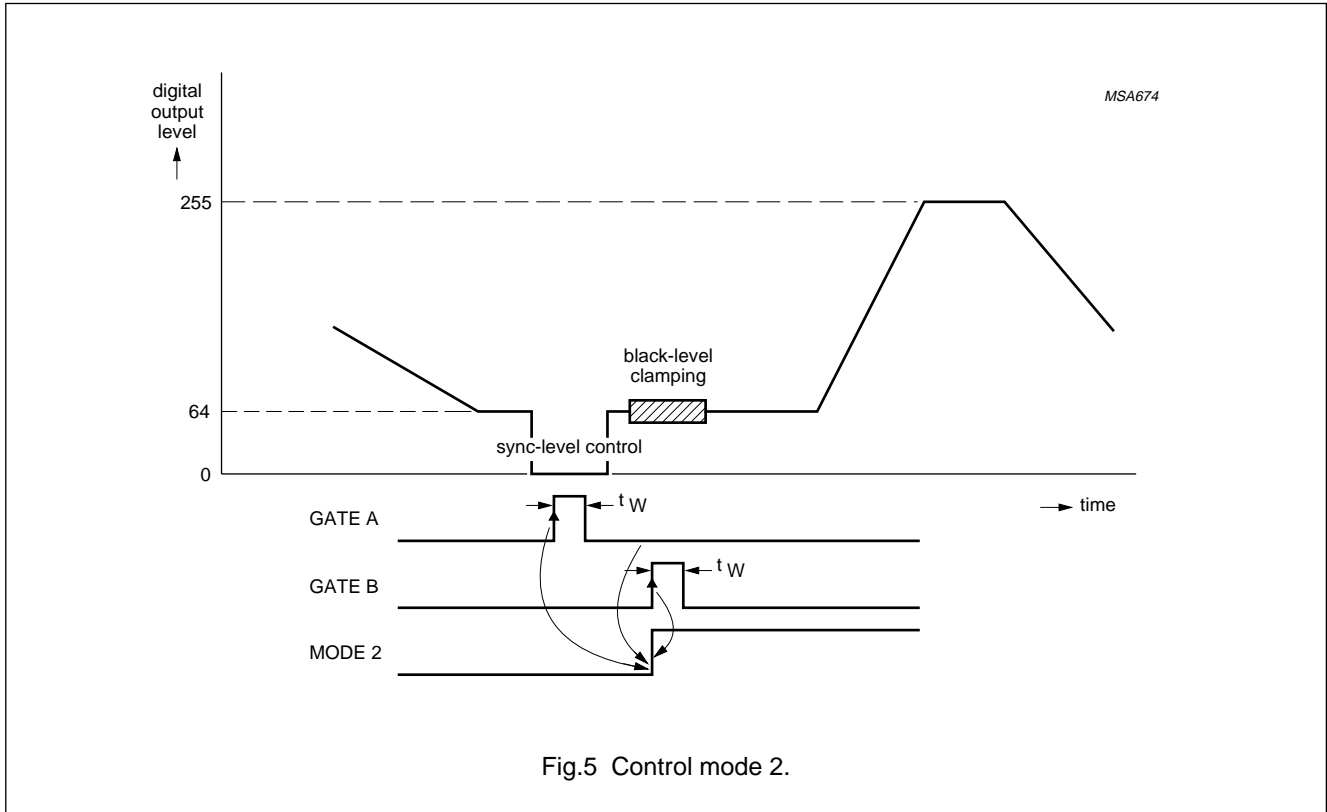 digital
output
level
MSA674
255
black-level
clamping
64
sync-level control
0
time
GATE A
t W
GATE B
t W
MODE 2
Fig.5 Control mode 2.